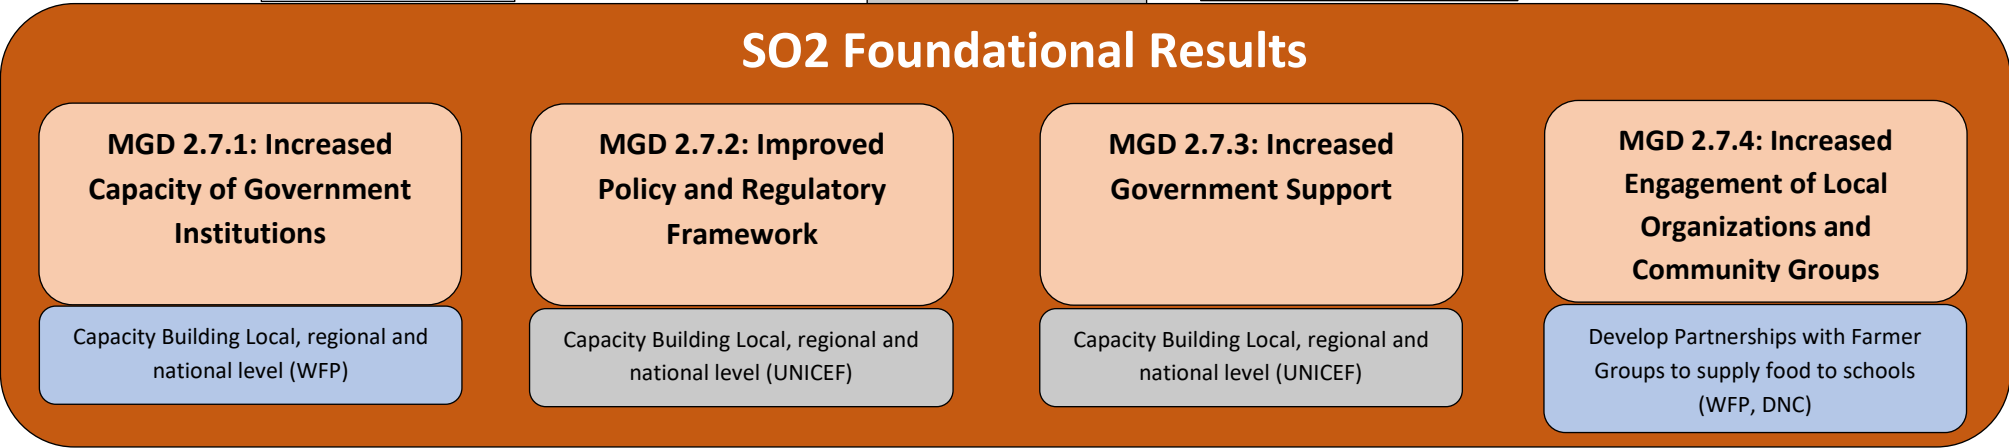 SO2 Foundational Results
MGD 2.7.1: Increased
Capacity of Government
Institutions
Capacity Building Local, regional and
national level (WFP)
MGD 2.7.2: Improved
Policy and Regulatory
Framework
Capacity Building Local, regional and
national level (UNICEF)
MGD 2.7.3: Increased
Government Support
Capacity Building Local, regional and
national level (UNICEF)
MGD 2.7.4: Increased
Engagement of Local
Organizations and
Community Groups
Develop Partnerships with Farmer
Groups to supply food to schools
(WFP, DNC)